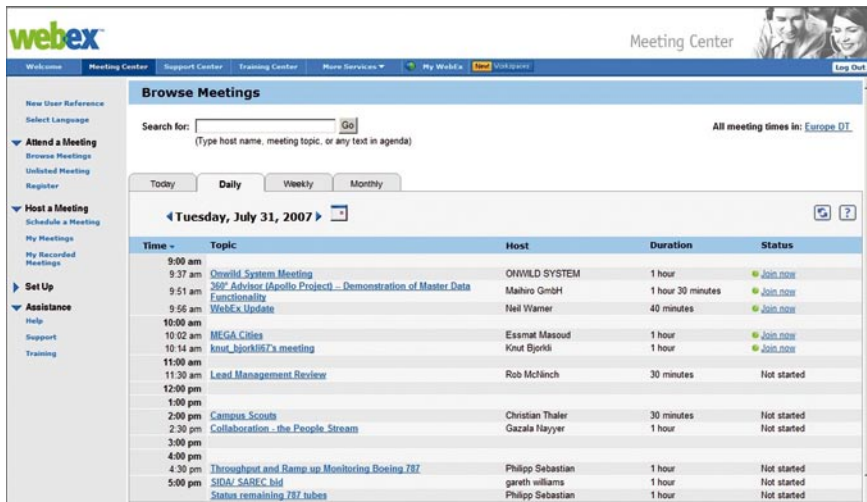 webex
Meeting Center
Welcome Meeting Center Support Center Training Center More Services ▼ My WebEx New! Workspaces Log Out
New User Reference
Select Language
Attend a Meeting
Browse Meetings
Unlisted Meeting
Register
Host a Meeting
Schedule a Meeting
My Meetings
My Recorded
Meetings
Set Up
Assistance
Help
Support
Training
Browse Meetings
Search for: Go
(Type host name, meeting topic, or any text in agenda)
All meeting times in: Europe DT
Today Daily Weekly Monthly
Tuesday, July 31, 2007
?
Time Topic Host Duration Status
9:00 am
9:37 am Onwild System Meeting ONWILD SYSTEM 1 hour Join now
9:51 am 360° Advisor (Apollo Project) – Demonstration of Master Data
Functionality Maihiro GmbH 1 hour 30 minutes Join now
9:56 am WebEx Update Neil Warner 40 minutes Join now
10:00 am
10:02 am MEGA Cities Essmat Masoud 1 hour Join now
10:14 am knut_bjorkli67's meeting Knut Bjorkli 1 hour Join now
11:00 am
11:30 am Lead Management Review Rob McNinch 30 minutes Not started
12:00 pm
1:00 pm
2:00 pm Campus Scouts Christian Thaler 30 minutes Not started
2:30 pm Collaboration - the People Stream Gazala Nayyer 1 hour Not started
3:00 pm
4:00 pm
4:30 pm Throughput and Ramp up Monitoring Boeing 787 Philipp Sebastian 1 hour Not started
5:00 pm SIDA/ SAREC bid gareth williams 1 hour Not started
Status remaining 787 tubes Philipp Sebastian 1 hour Not started